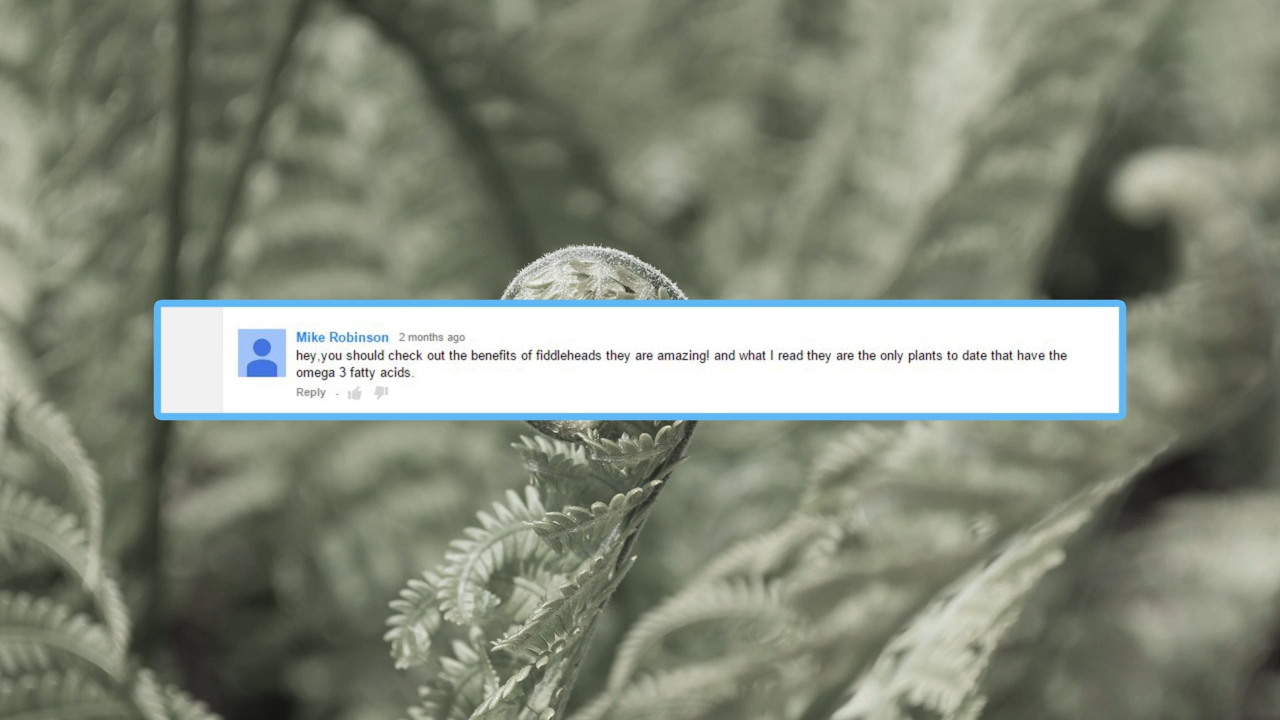 Mike Robinson 2 months ago
hey,you should check out the benefits of fiddleheads they are amazing! and what I read they are the only plants to date that have the
omega 3 fatty acids.
Reply ·